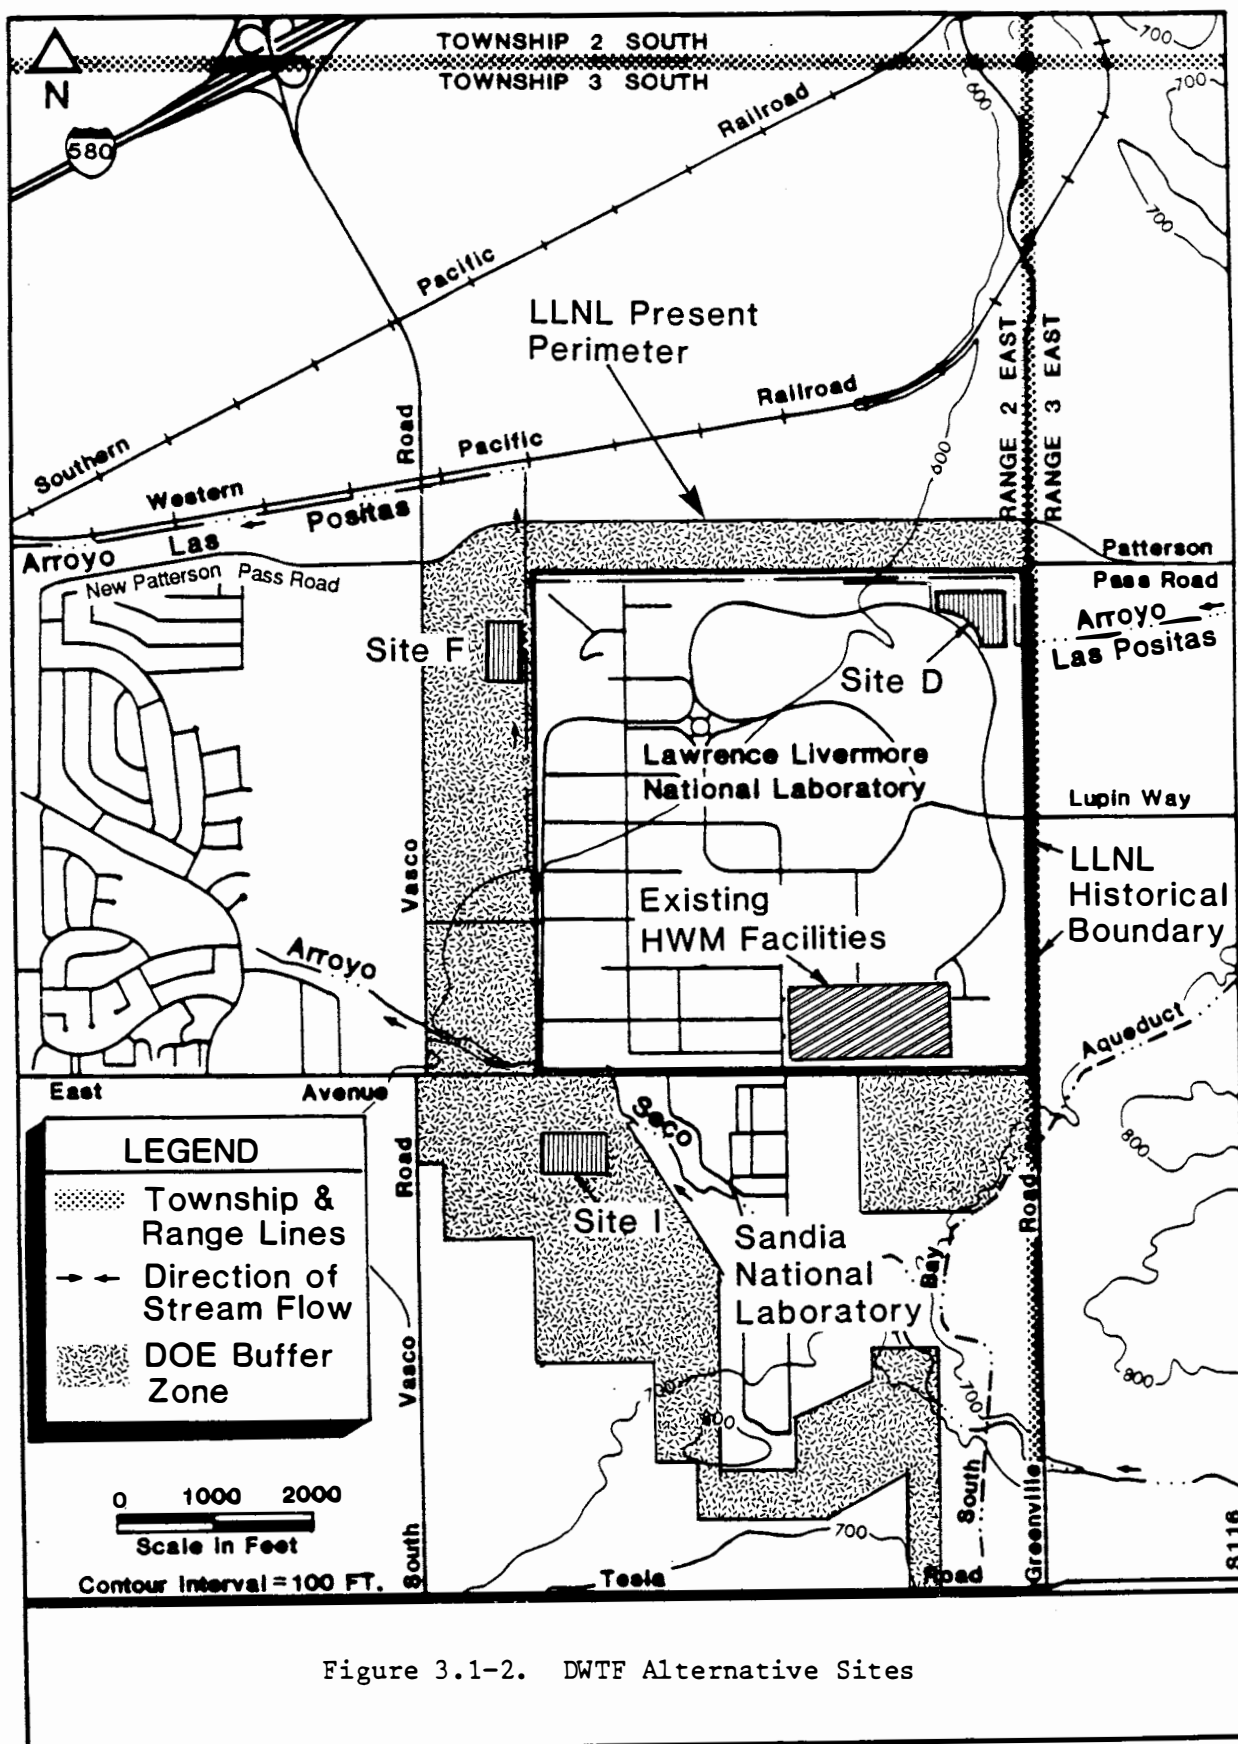 TOWNSHIP 2 SOUTH
TOWNSHIP 3 SOUTH
N
580
700
700
600
700
Railroad
Pacific
Southern
LLNL Present
Perimeter
RANGE 2 EAST
RANGE 3 EAST
Railroad
Pacific
Western
Road
600
Arroyo Las Positas
New Patterson Pass Road
Patterson
Pass Road
Arroyo
Las Positas
Site F
Site D
Lawrence Livermore
National Laboratory
Lupin Way
Vasco
LLNL
Historical
Boundary
Existing
HWM Facilities
Arroyo
Aqueduct
East Avenue
Seco
800
LEGEND
Township &
Range Lines
Direction of
Stream Flow
DOE Buffer
Zone
Road
Site I
Sandia
National
Laboratory
Bay
Road
Vasco
700
800
700
800
0 1000 2000
Scale in Feet
Contour Interval = 100 FT.
South
700
South
Greenville
S116
Tesla Road
Figure 3.1-2. DWTF Alternative Sites